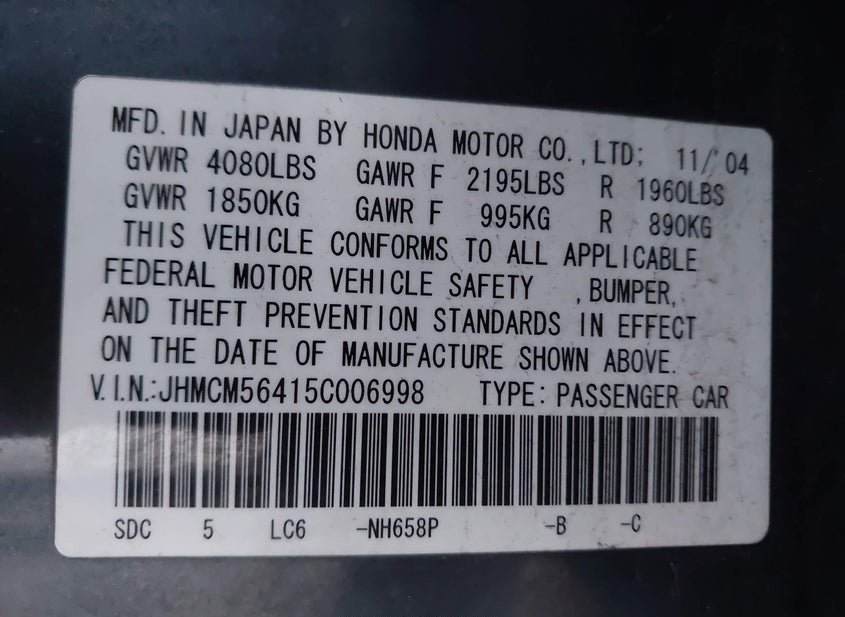 MFD. IN JAPAN BY HONDA MOTOR CO.,LTD; 11/'04
GVWR 4080LBS GAWR F 2195LBS R 1960LBS
GVWR 1850KG GAWR F 995KG R 890KG
THIS VEHICLE CONFORMS TO ALL APPLICABLE
FEDERAL MOTOR VEHICLE SAFETY ,BUMPER,
AND THEFT PREVENTION STANDARDS IN EFFECT
ON THE DATE OF MANUFACTURE SHOWN ABOVE.
V.I.N.:JHMCM56415C006998 TYPE: PASSENGER CAR
SDC 5 LC6 -NH658P -B -C